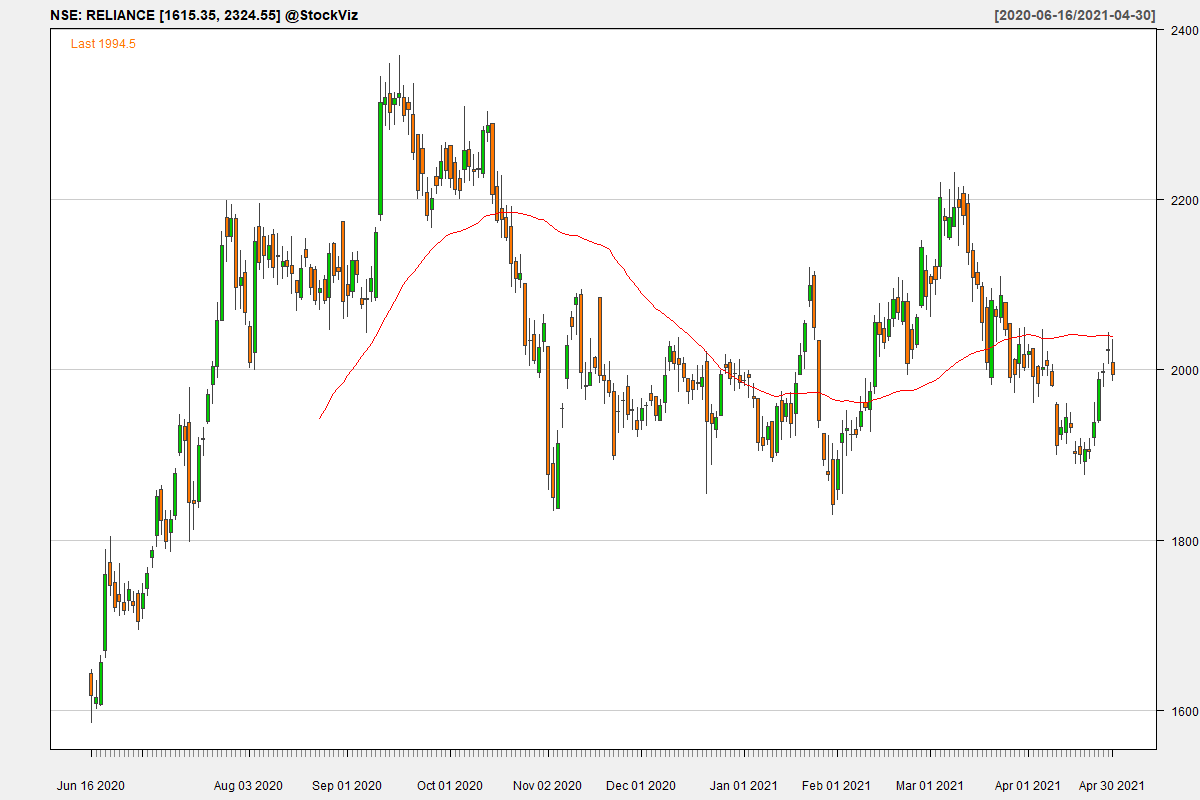 NSE: RELIANCE [1615.35, 2324.55] @StockViz [2020-06-16/2021-04-30]
Last 1994.5
2400
2200
2000
1800
1600
Jun 16 2020 Aug 03 2020 Sep 01 2020 Oct 01 2020 Nov 02 2020 Dec 01 2020 Jan 01 2021 Feb 01 2021 Mar 01 2021 Apr 01 2021 Apr 30 2021